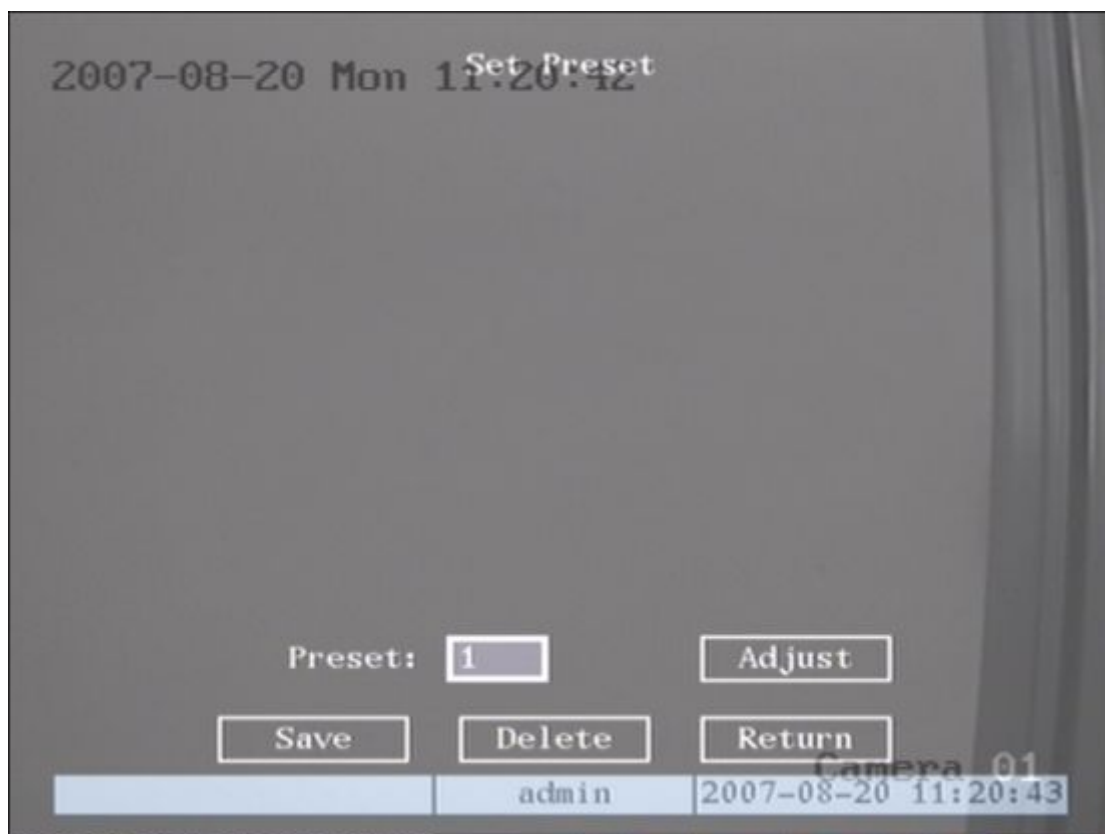 Set Preset
2007-08-20 Mon 11:20:42
Preset: 1 Adjust
Save Delete Return
Camera 01
admin 2007-08-20 11:20:43